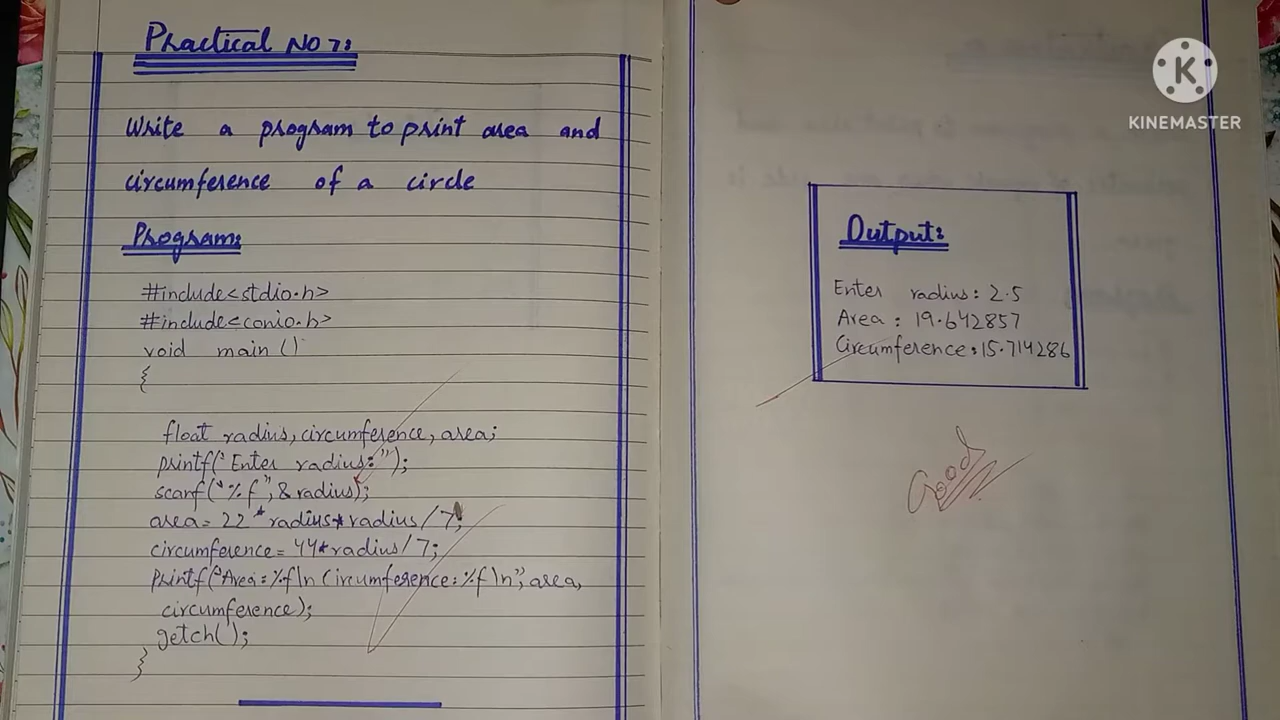 Practical No 7:
Write a program to print area and
circumference of a circle
Program:
#include<stdio.h>
#include<conio.h>
void main ()
{
float radius, circumference, area;
printf("Enter radius:");
scanf("%f", & radius);
area = 22 * radius * radius / 7;
circumference = 44 * radius / 7;
printf("Area: %f\n Circumference: %f \n", area,
circumference);
getch();
}
KINEMASTER
Output:
Enter radius: 2.5
Area: 19.642857
Circumference: 15.714286
Good